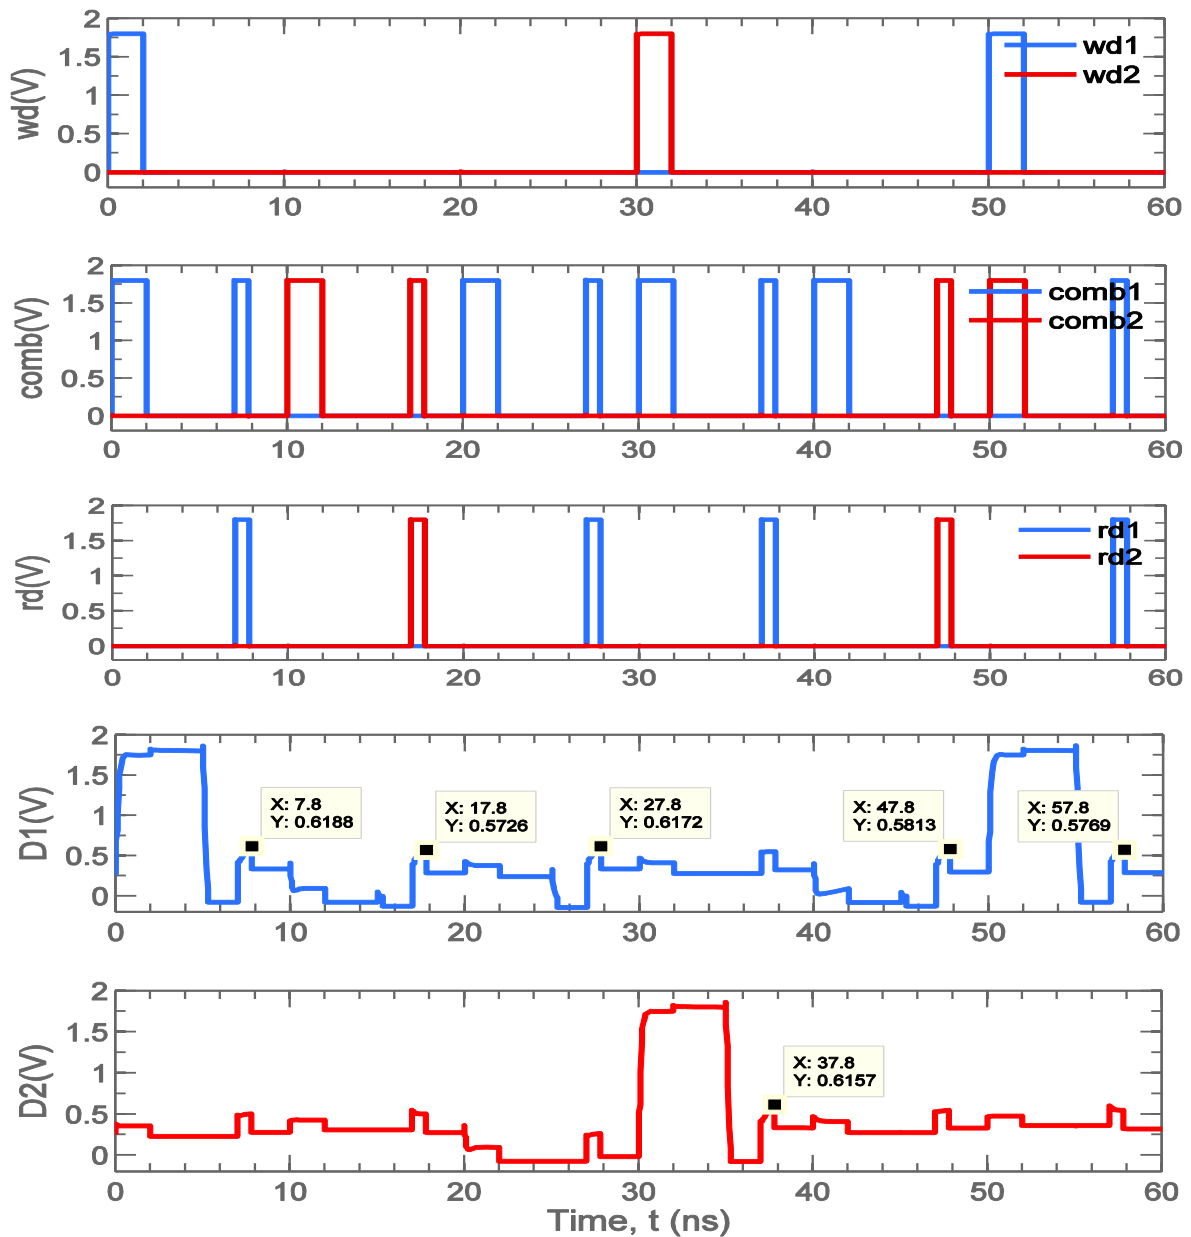 2
1.5
1
0.5
0
wd(V)
wd1
wd2
0 10 20 30 40 50 60
2
1.5
1
0.5
0
comb(V)
comb1
comb2
0 10 20 30 40 50 60
2
1.5
1
0.5
0
rd(V)
rd1
rd2
0 10 20 30 40 50 60
2
1.5
1
0.5
0
D1(V)
X: 7.8
Y: 0.6188
X: 17.8
Y: 0.5726
X: 27.8
Y: 0.6172
X: 47.8
Y: 0.5813
X: 57.8
Y: 0.5769
0 10 20 30 40 50 60
2
1.5
1
0.5
0
D2(V)
X: 37.8
Y: 0.6157
0 10 20 30 40 50 60
Time, t (ns)